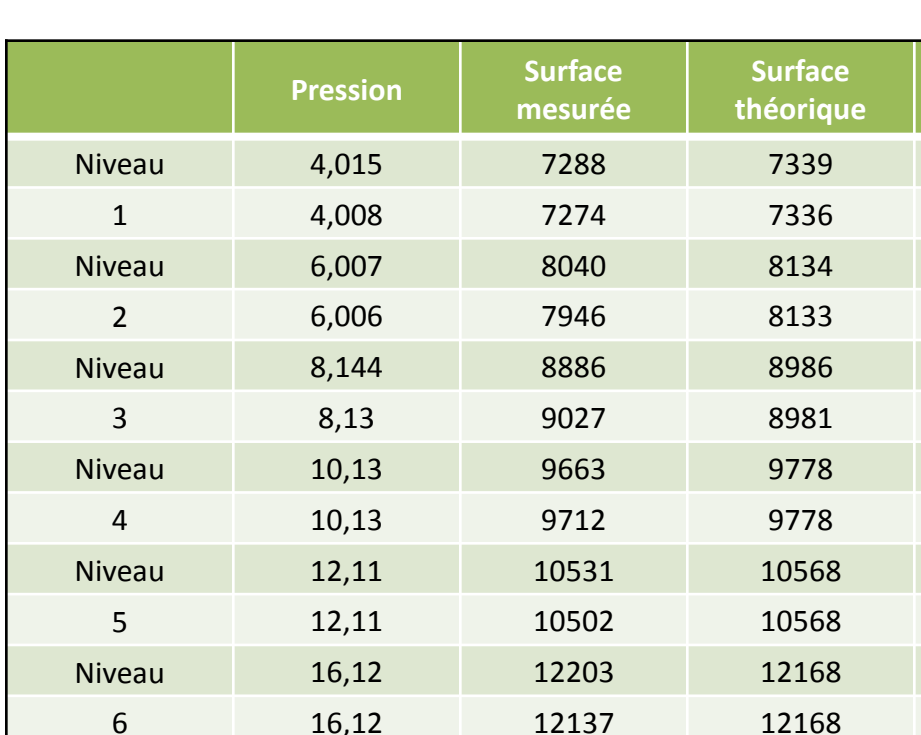 Pression Surface mesurée Surface théorique
Niveau 4,015 7288 7339
1 4,008 7274 7336
Niveau 6,007 8040 8134
2 6,006 7946 8133
Niveau 8,144 8886 8986
3 8,13 9027 8981
Niveau 10,13 9663 9778
4 10,13 9712 9778
Niveau 12,11 10531 10568
5 12,11 10502 10568
Niveau 16,12 12203 12168
6 16,12 12137 12168